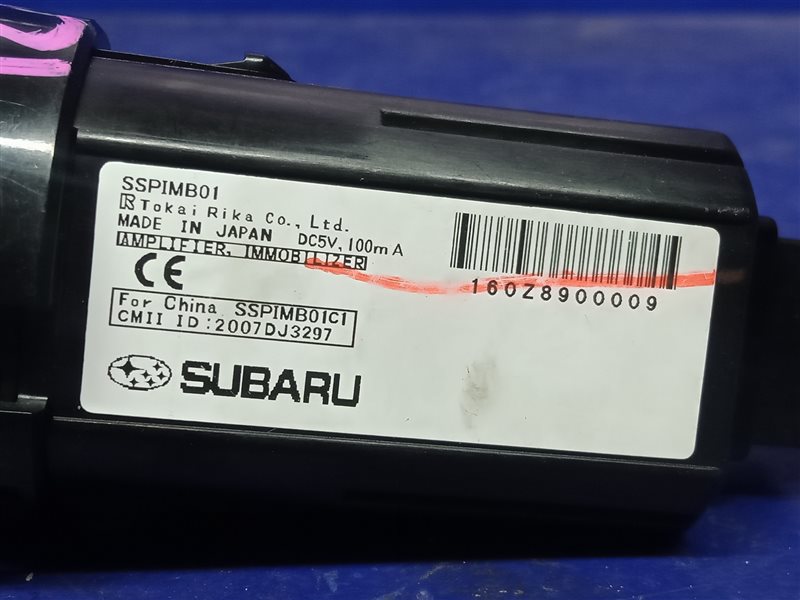 SSPIMB01
Tokai Rika Co., Ltd.
MADE IN JAPAN DC5V, 100mA
AMPLIFIER, IMMOBILIZER
CE
For China SSPIMB01C1
CMII ID:2007DJ3297
SUBARU
160Z8900009